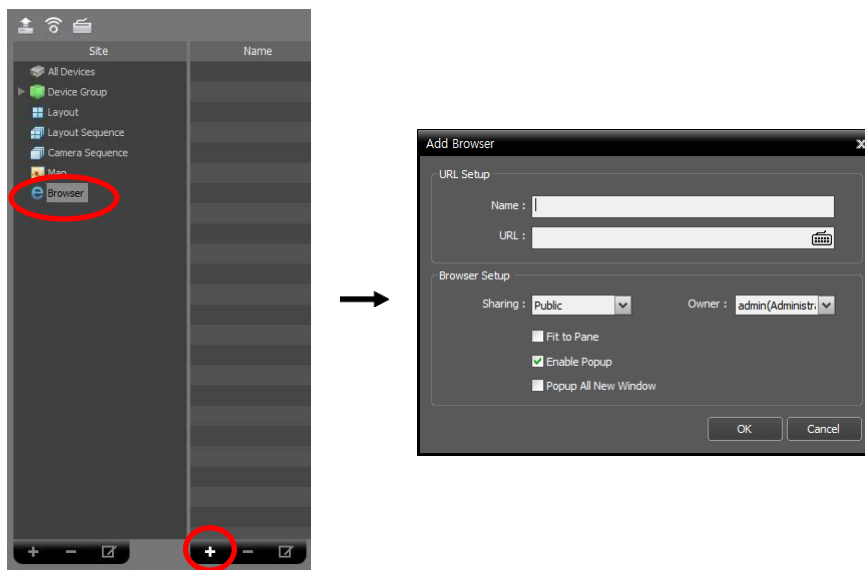 Site
Name
All Devices
Device Group
Layout
Layout Sequence
Camera Sequence
Map
Browser
Add Browser
URL Setup
Name :
URL :
Browser Setup
Sharing : Public
Owner : admin(Administra
Fit to Pane
Enable Popup
Popup All New Window
OK
Cancel